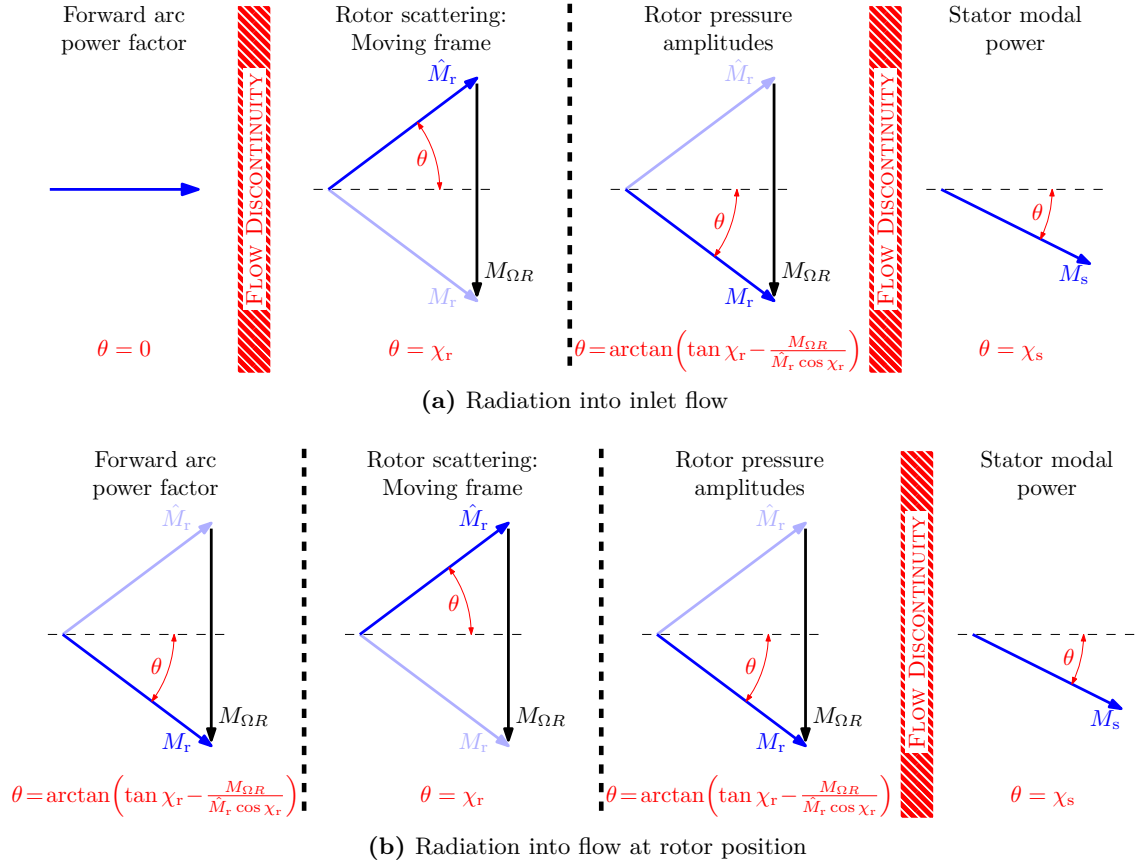 Forward arc
power factor
Rotor scattering:
Moving frame
Rotor pressure
amplitudes
Stator modal
power
FLOW DISCONTINUITY
M̂r
θ
MΩR
Mr
M̂r
θ
MΩR
Mr
FLOW DISCONTINUITY
θ
Ms
θ = 0
θ = χr
θ = arctan(tan χr − MΩR / M̂r cos χr)
θ = χs
(a) Radiation into inlet flow
Forward arc
power factor
Rotor scattering:
Moving frame
Rotor pressure
amplitudes
Stator modal
power
M̂r
θ
MΩR
Mr
M̂r
θ
MΩR
Mr
M̂r
θ
MΩR
Mr
FLOW DISCONTINUITY
θ
Ms
θ = arctan(tan χr − MΩR / M̂r cos χr)
θ = χr
θ = arctan(tan χr − MΩR / M̂r cos χr)
θ = χs
(b) Radiation into flow at rotor position